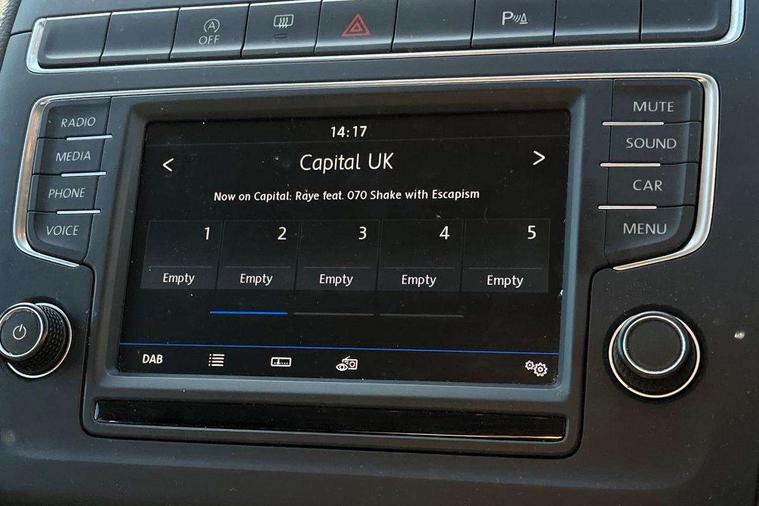 OFF
P
RADIO
MEDIA
PHONE
VOICE
14:17
< Capital UK >
Now on Capital: Raye feat. 070 Shake with Escapism
1 2 3 4 5
Empty Empty Empty Empty Empty
DAB
MUTE
SOUND
CAR
MENU